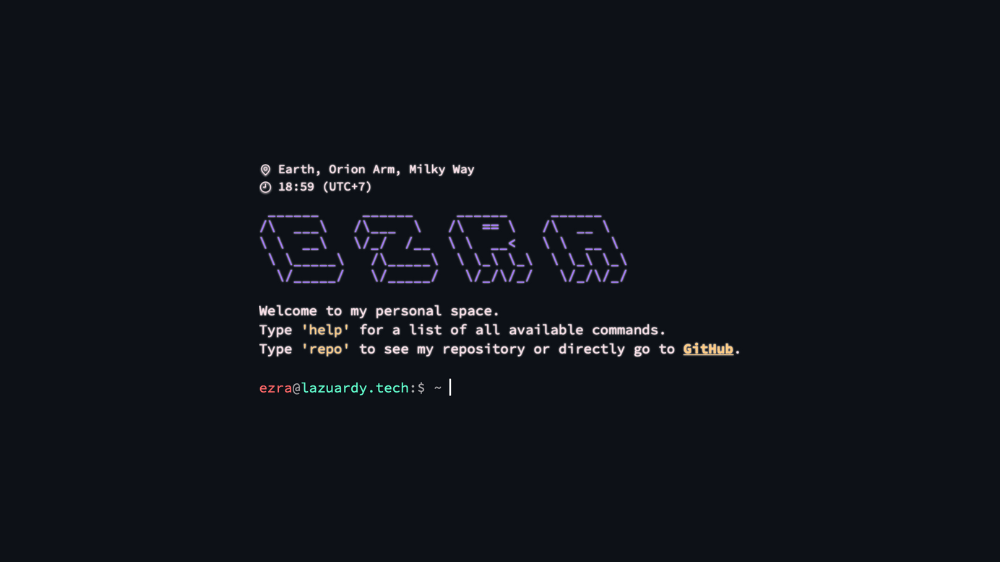 Earth, Orion Arm, Milky Way
18:59 (UTC+7)
EZRA
Welcome to my personal space.
Type 'help' for a list of all available commands.
Type 'repo' to see my repository or directly go to GitHub.
ezra@lazuardy.tech:$ ~